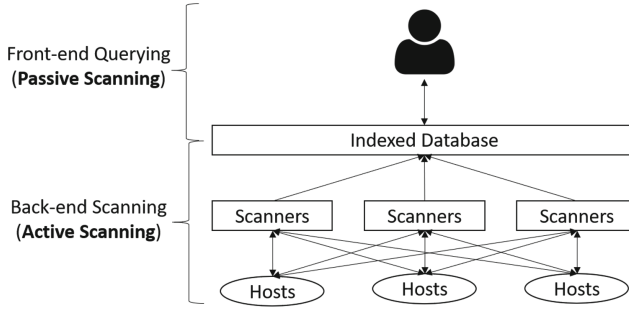 Front-end Querying
(Passive Scanning)
Indexed Database
Back-end Scanning
(Active Scanning)
Scanners
Scanners
Scanners
Hosts
Hosts
Hosts